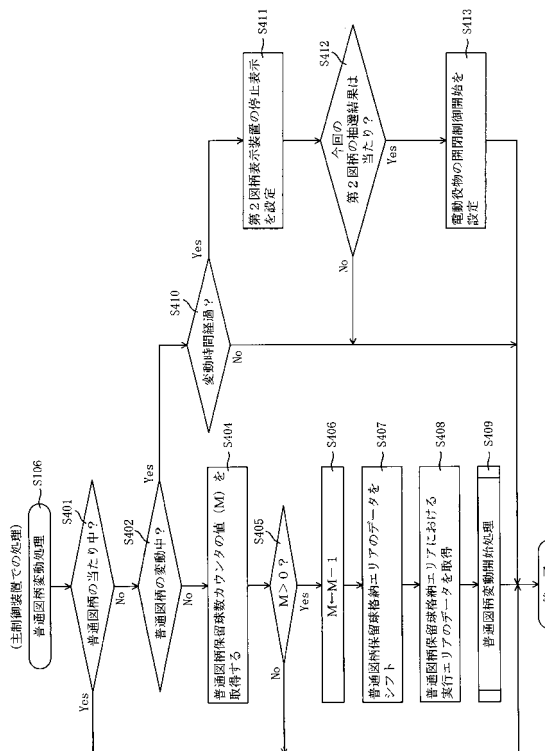 (主制御装置での処理)
普通図柄変動処理
S106
S401
普通図柄の当たり中？
Yes
No
S402
普通図柄の変動中？
Yes
No
S404
普通図柄保留球数カウンタの値（M）を
取得する
S405
M＞0？
No
Yes
S406
M←M－1
S407
普通図柄保留球格納エリアのデータを
シフト
S408
普通図柄保留球格納エリアにおける
実行エリアのデータを取得
S409
普通図柄変動開始処理
S410
変動時間経過？
Yes
No
S411
第2図柄表示装置の停止表示
を設定
S412
今回の
第2図柄の抽選結果は
当たり？
No
Yes
S413
電動役物の開閉制御開始を
設定